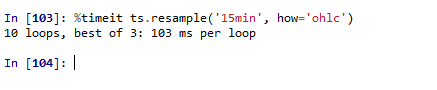 In [103]: %timeit ts.resample('15min', how='ohlc')
10 loops, best of 3: 103 ms per loop
In [104]: